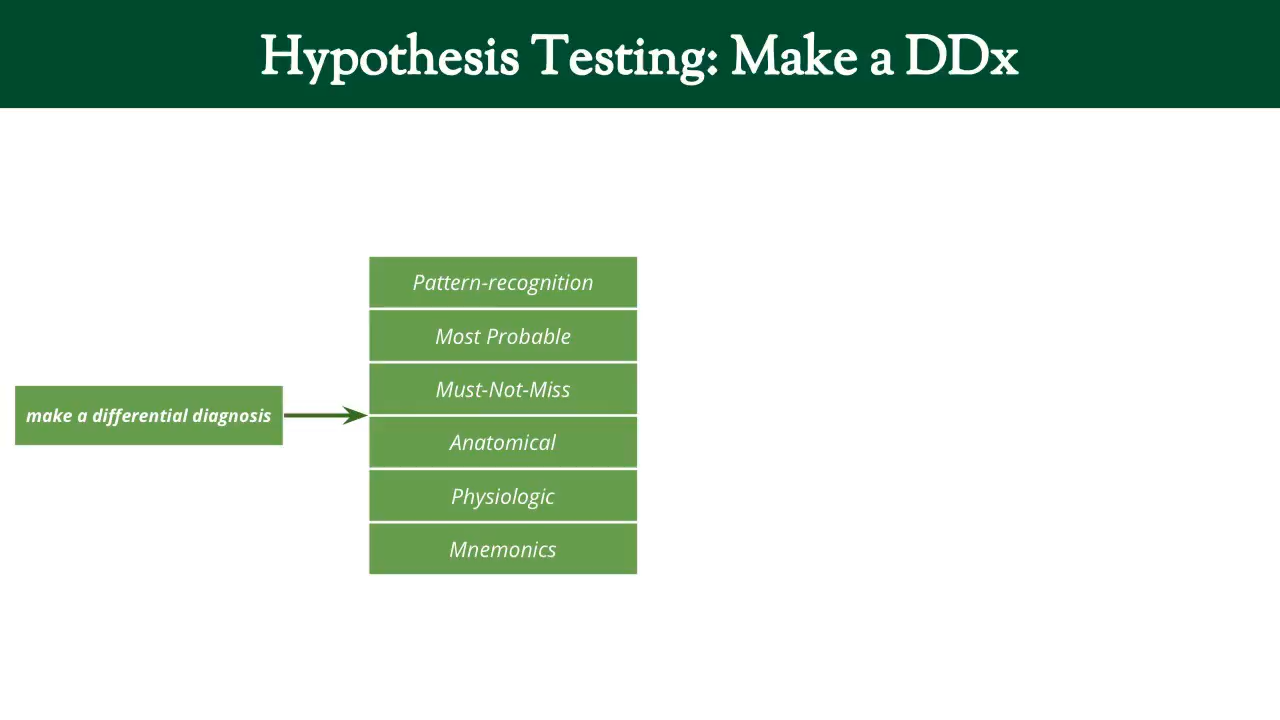 Hypothesis Testing: Make a DDx
make a differential diagnosis
Pattern-recognition
Most Probable
Must-Not-Miss
Anatomical
Physiologic
Mnemonics